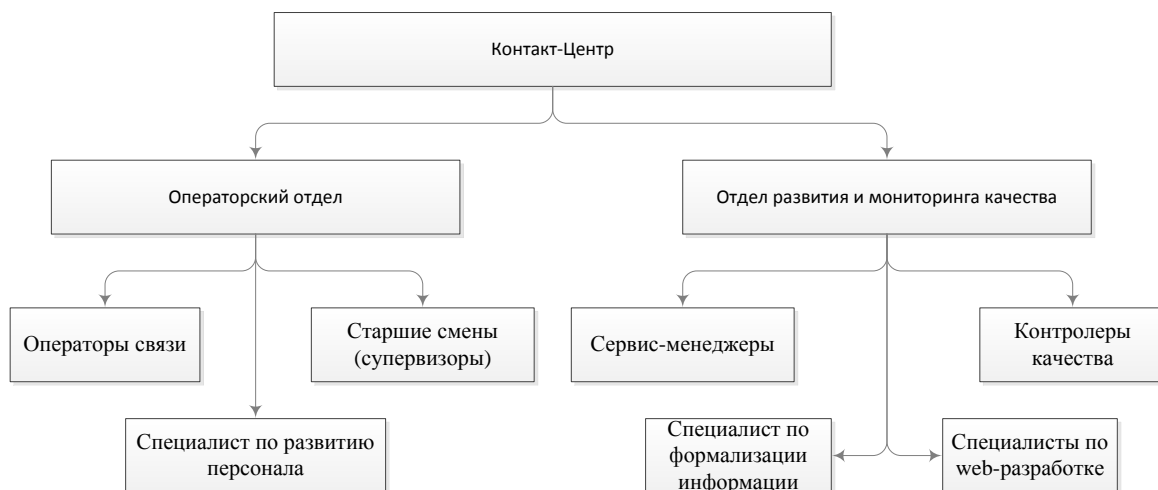 Контакт-Центр
Операторский отдел
Отдел развития и мониторинга качества
Операторы связи
Старшие смены
(супервизоры)
Сервис-менеджеры
Контролеры
качества
Специалист по развитию
персонала
Специалист по
формализации
информации
Специалисты по
web-разработке